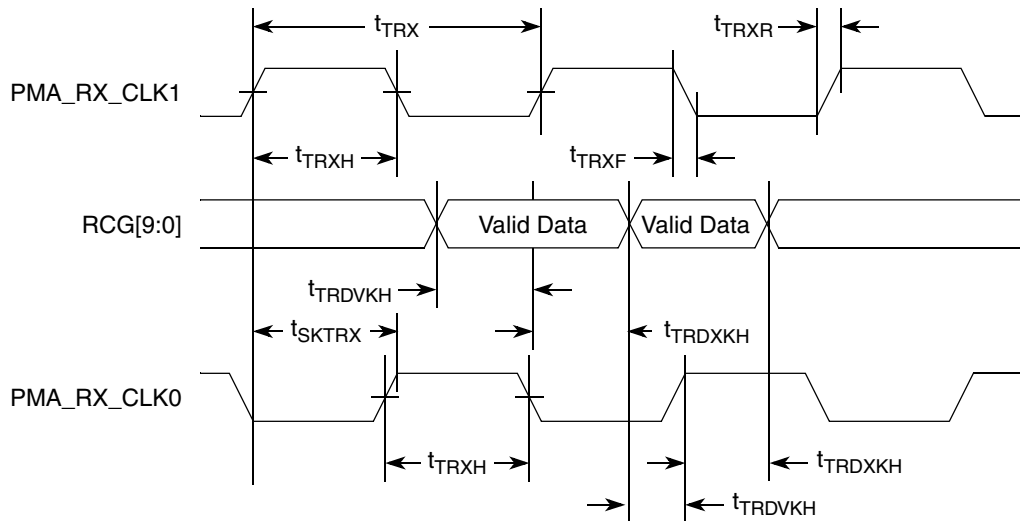 tTRX
tTRXR
PMA_RX_CLK1
tTRXH
tTRXF
RCG[9:0]
Valid Data
Valid Data
tTRDVKH
tSKTRX
tTRDXKH
PMA_RX_CLK0
tTRXH
tTRDXKH
tTRDVKH